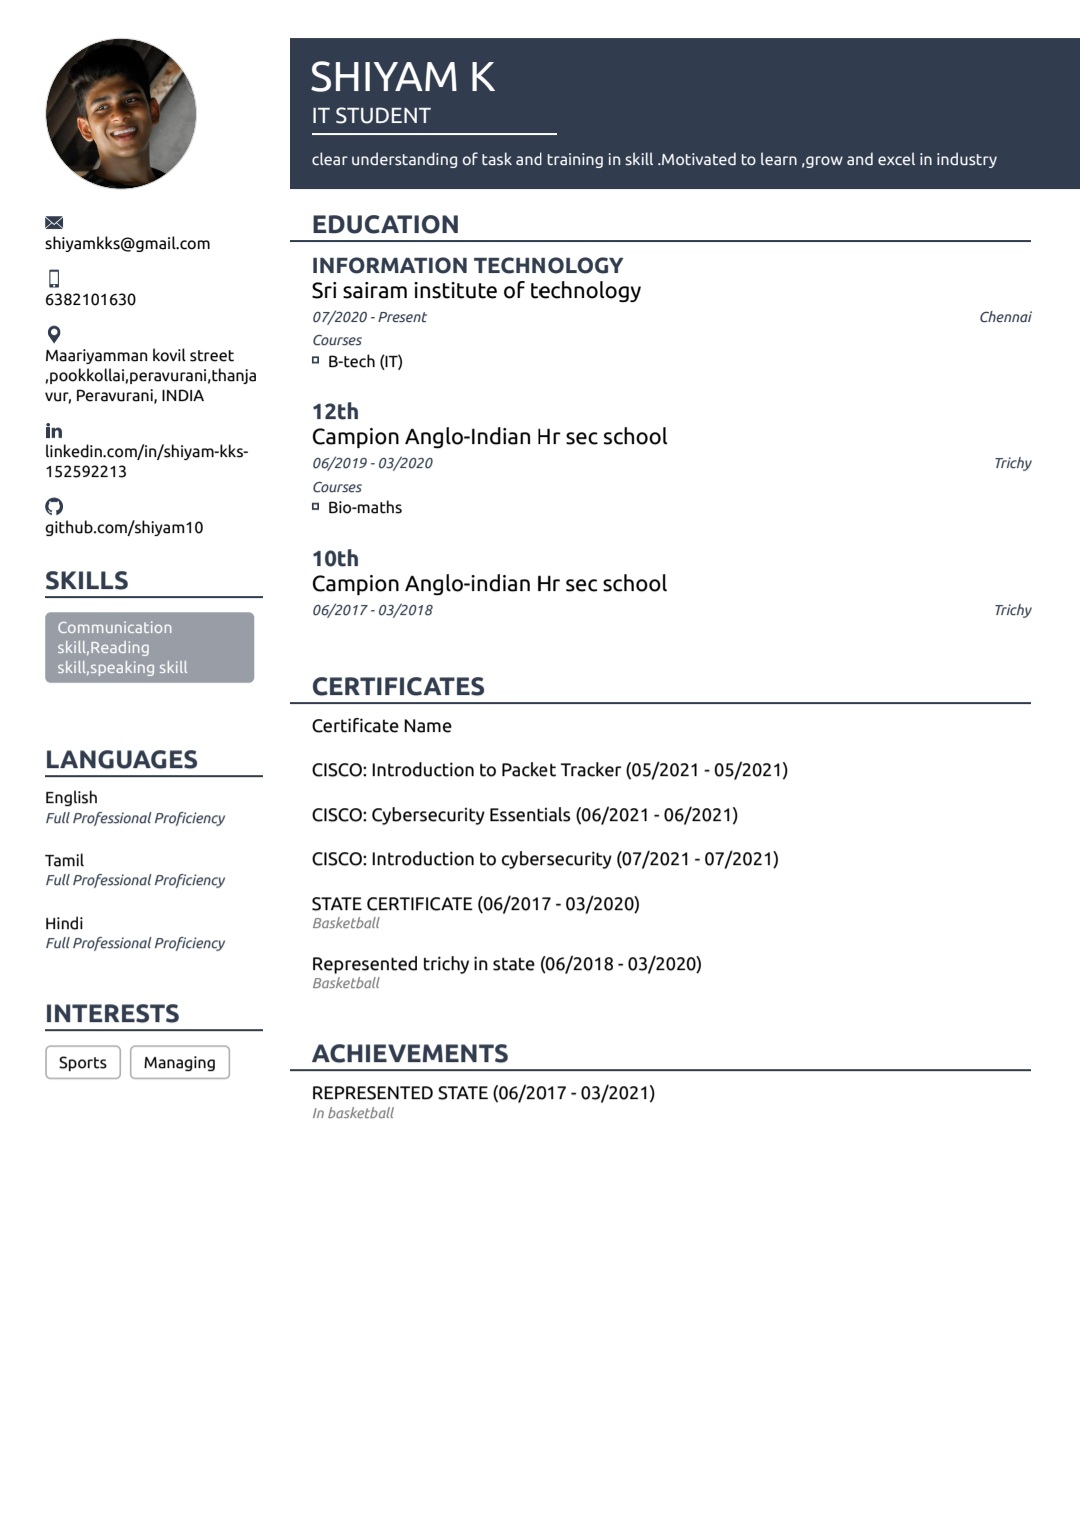 SHIYAM K
IT STUDENT
clear understanding of task and training in skill .Motivated to learn ,grow and excel in industry
shiyamkks@gmail.com
6382101630
Maariyamman kovil street
,pookkollai,peravurani,thanja
vur, Peravurani, INDIA
in
linkedin.com/in/shiyam-kks-
152592213
github.com/shiyam10
SKILLS
Communication
skill,Reading
skill,speaking skill
LANGUAGES
English
Full Professional Proficiency
Tamil
Full Professional Proficiency
Hindi
Full Professional Proficiency
INTERESTS
Sports
Managing
EDUCATION
INFORMATION TECHNOLOGY
Sri sairam institute of technology
07/2020 - Present Chennai
Courses
B-tech (IT)
12th
Campion Anglo-Indian Hr sec school
06/2019 - 03/2020 Trichy
Courses
Bio-maths
10th
Campion Anglo-indian Hr sec school
06/2017 - 03/2018 Trichy
CERTIFICATES
Certificate Name
CISCO: Introduction to Packet Tracker (05/2021 - 05/2021)
CISCO: Cybersecurity Essentials (06/2021 - 06/2021)
CISCO: Introduction to cybersecurity (07/2021 - 07/2021)
STATE CERTIFICATE (06/2017 - 03/2020)
Basketball
Represented trichy in state (06/2018 - 03/2020)
Basketball
ACHIEVEMENTS
REPRESENTED STATE (06/2017 - 03/2021)
In basketball